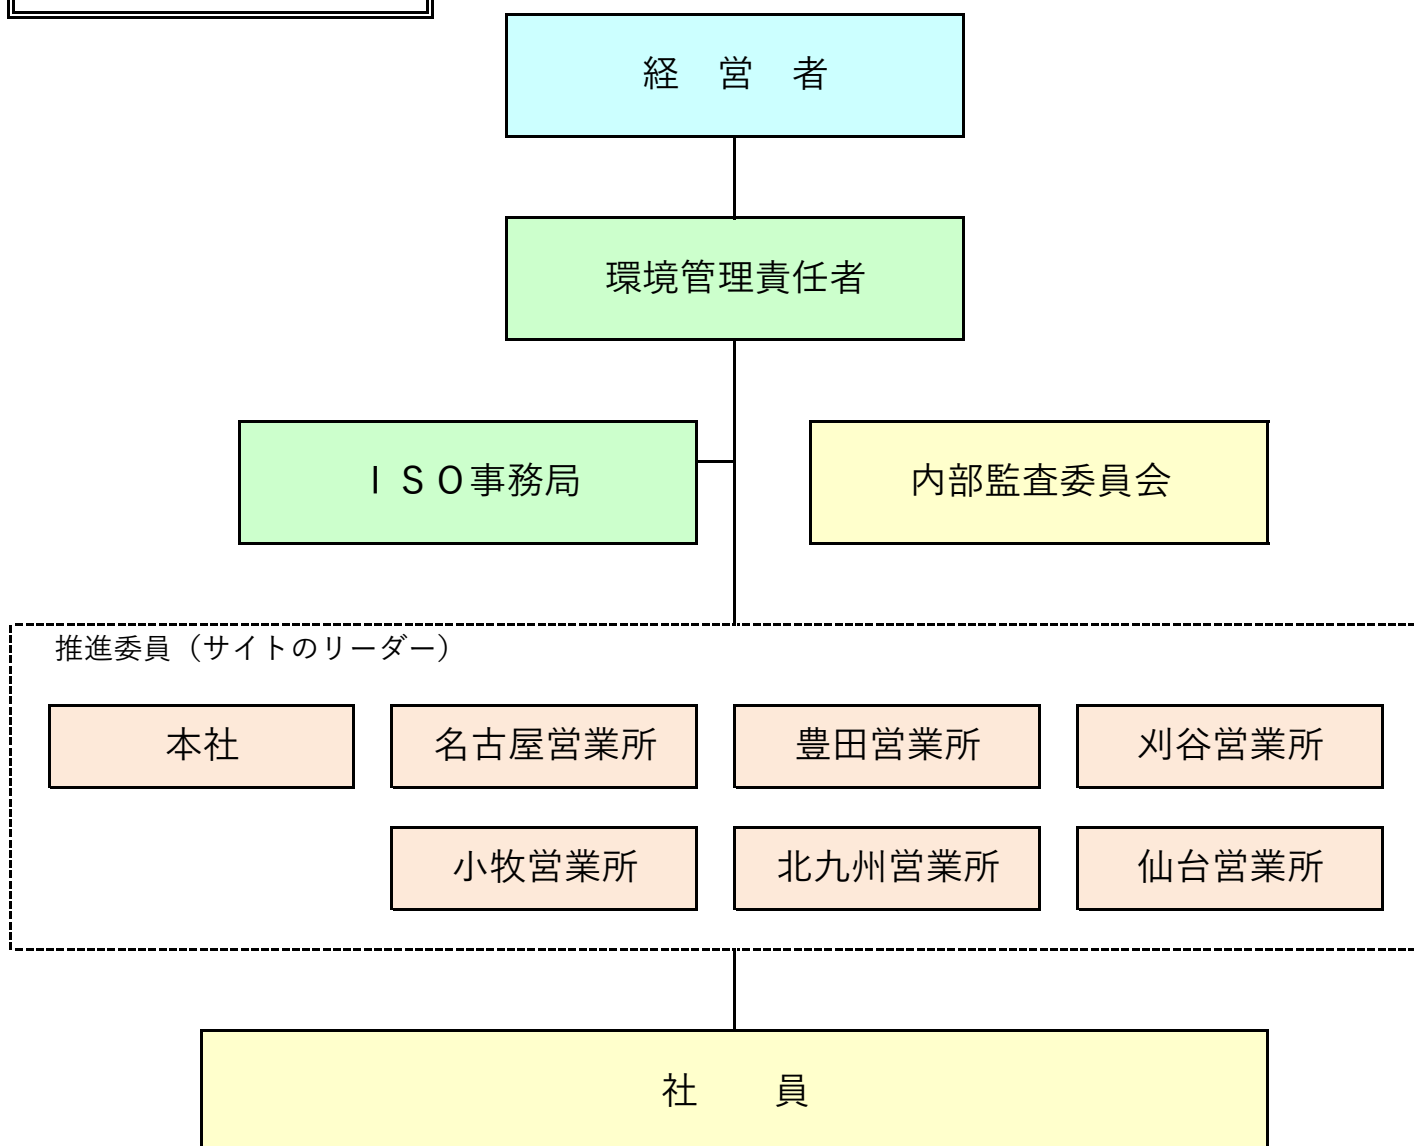 経　営　者
環境管理責任者
ＩＳＯ事務局
内部監査委員会
推進委員（サイトのリーダー）
本社
名古屋営業所
豊田営業所
刈谷営業所
小牧営業所
北九州営業所
仙台営業所
社　　員